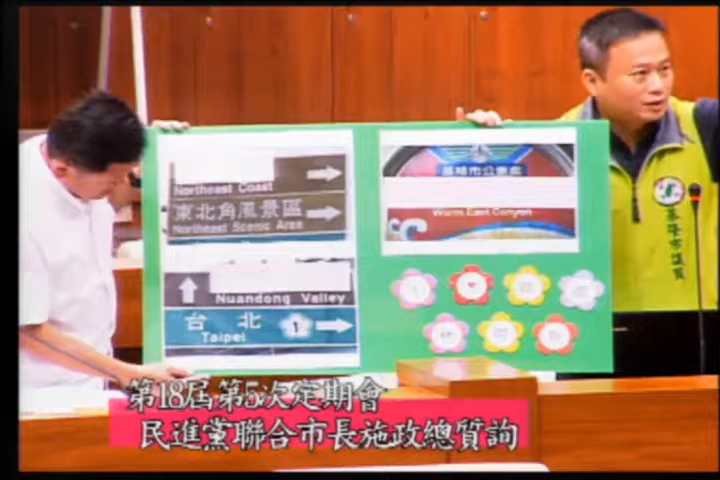 Northeast Coast
東北角風景區
Northeast Scenic Area
Nuandong Valley
台北 1
Taipei
基隆市公車處
Warm East Canyon
基隆市議員
第18屆第5次定期會
民進黨聯合市長施政總質詢